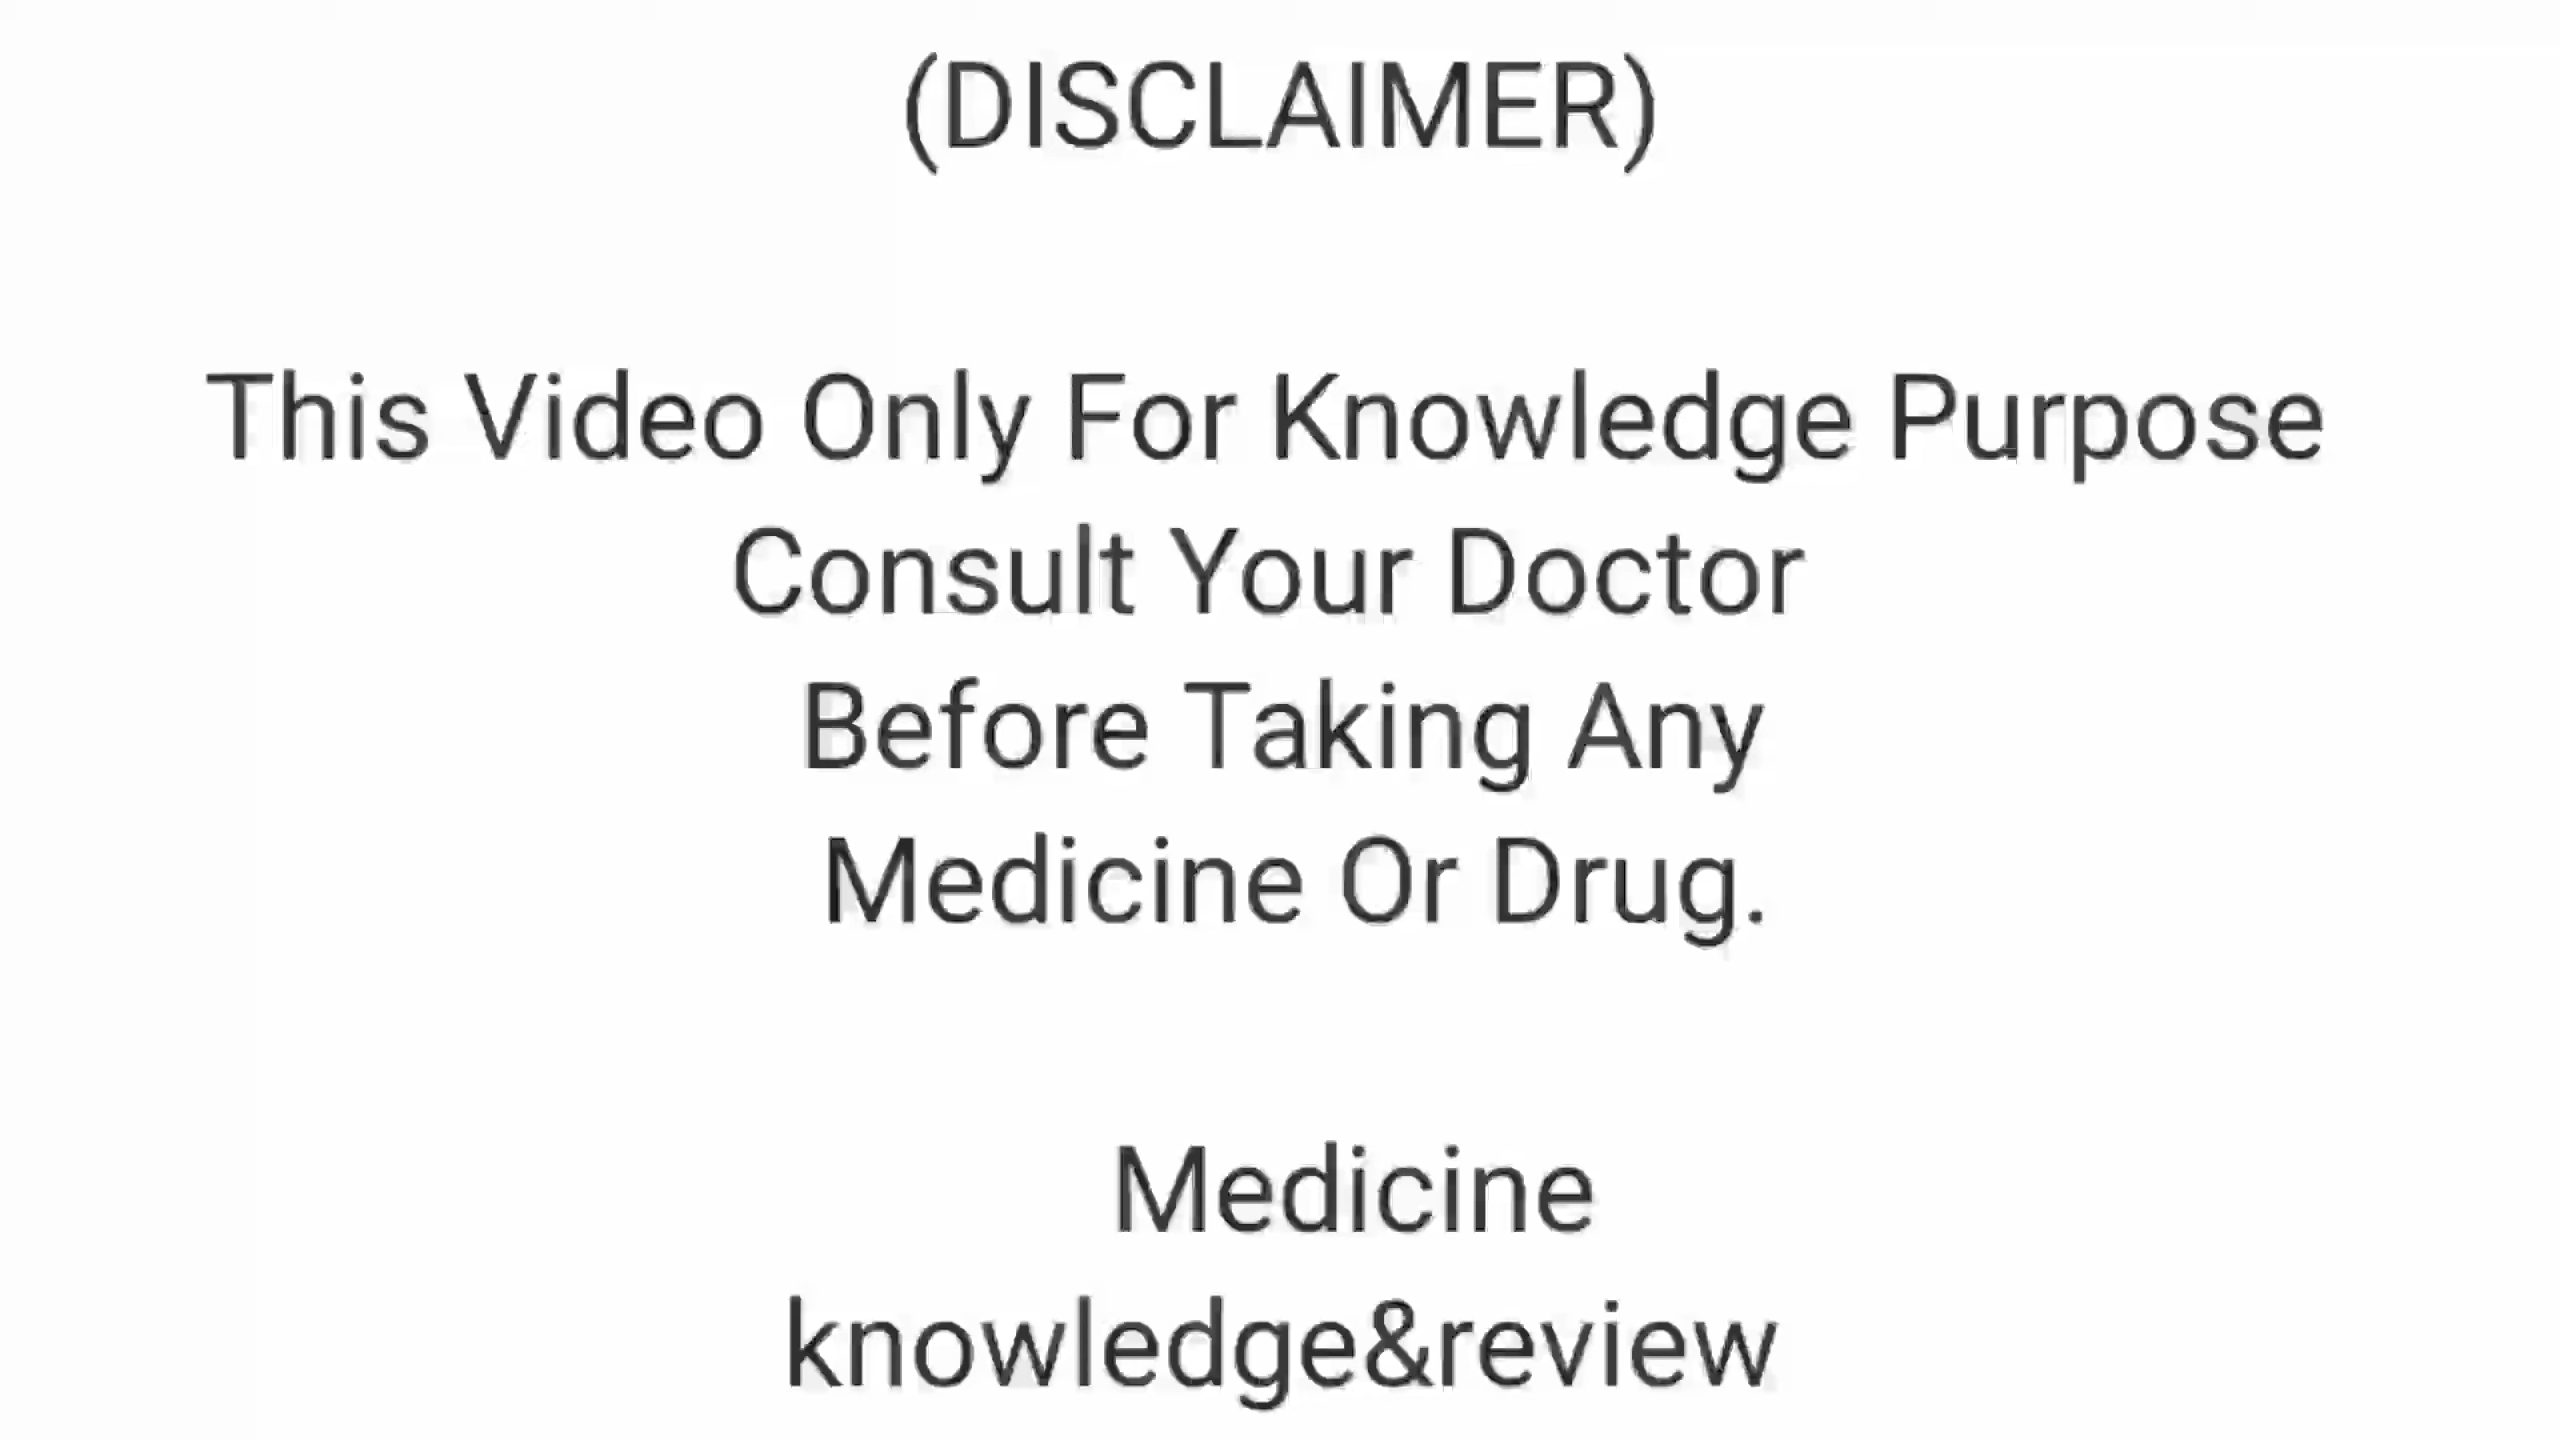 (DISCLAIMER)
This Video Only For Knowledge Purpose
Consult Your Doctor
Before Taking Any
Medicine Or Drug.
Medicine
knowledge&review